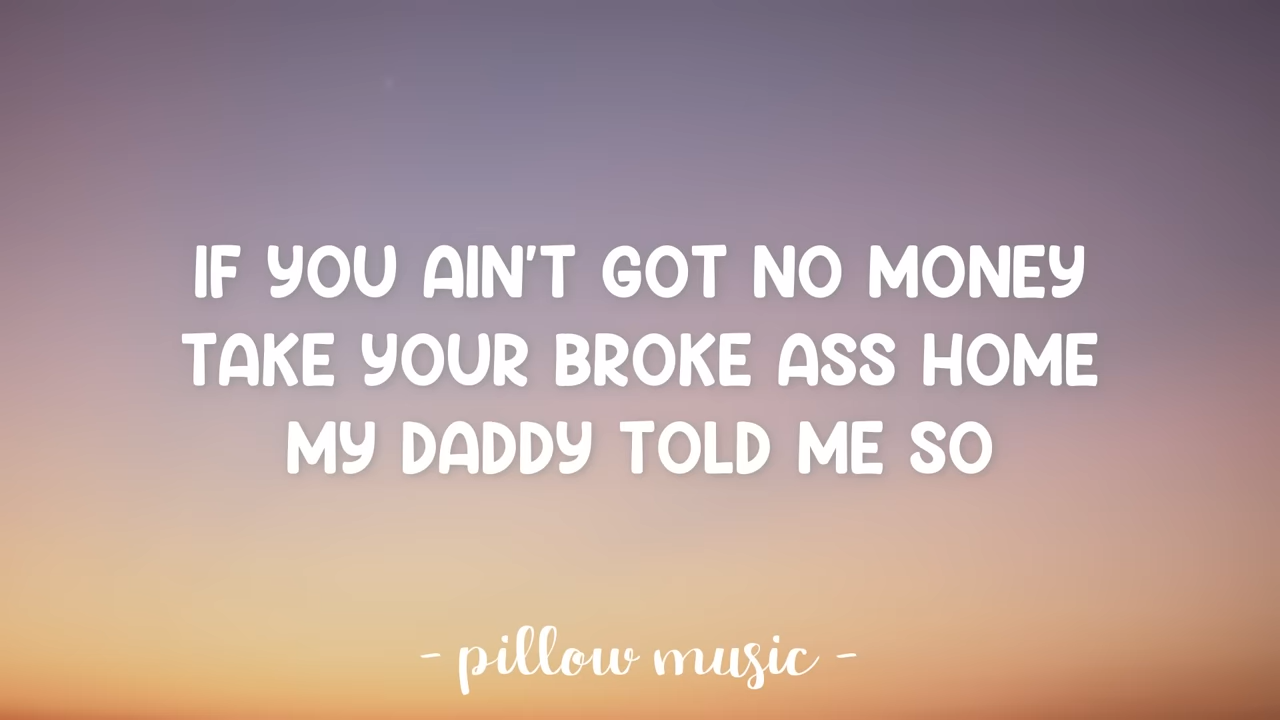 IF YOU AIN'T GOT NO MONEY
TAKE YOUR BROKE ASS HOME
MY DADDY TOLD ME SO
- pillow music -